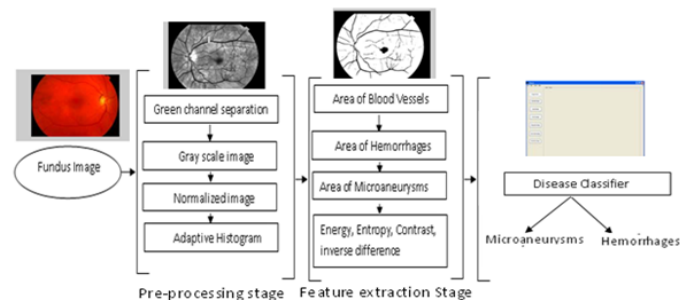 Fundus Image
Green channel separation
Gray scale image
Normalized image
Adaptive Histogram
Pre-processing stage
Area of Blood Vessels
Area of Hemorrhages
Area of Microaneurysms
Energy, Entropy, Contrast,
inverse difference
Feature extraction Stage
Disease Classifier
Microaneurysms
Hemorrhages